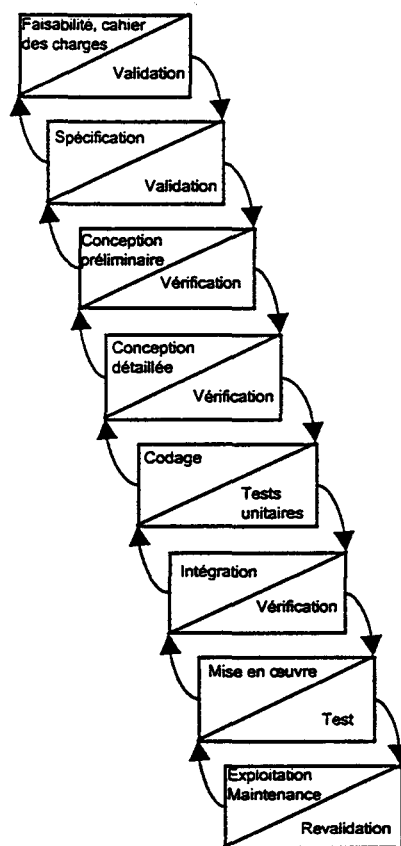 Faisabilité, cahier
des charges
Validation
Spécification
Validation
Conception
préliminaire
Vérification
Conception
détaillée
Vérification
Codage
Tests
unitaires
Intégration
Vérification
Mise en œuvre
Test
Exploitation
Maintenance
Revalidation